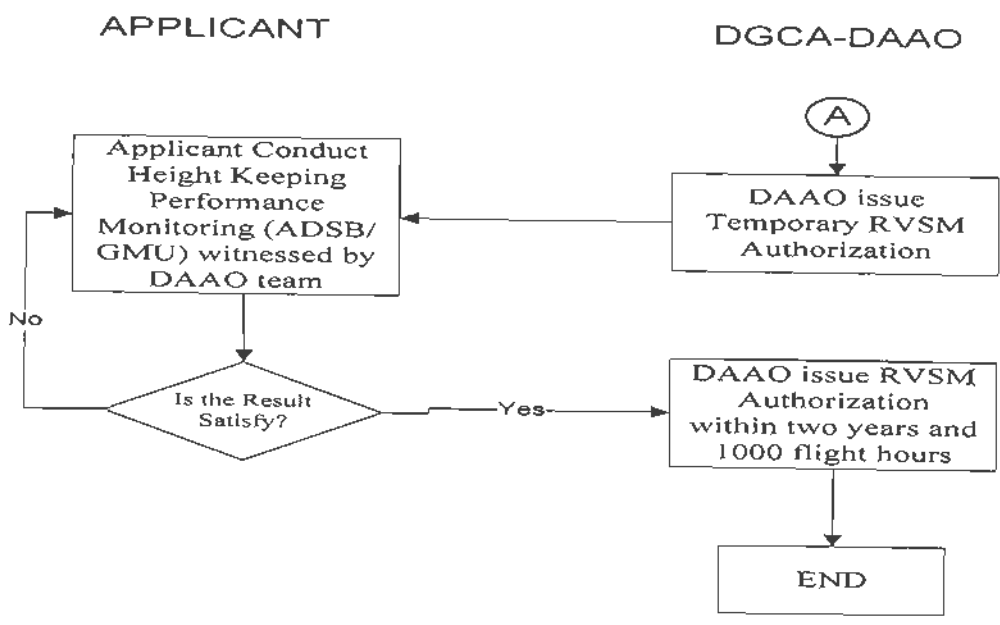 APPLICANT
DGCA-DAAO
A
DAAO issue
Temporary RVSM
Authorization
Applicant Conduct
Height Keeping
Performance
Monitoring (ADSB/
GMU) witnessed by
DAAO team
No
Is the Result
Satisfy?
Yes-
DAAO issue RVSM
Authorization
within two years and
1000 flight hours
END